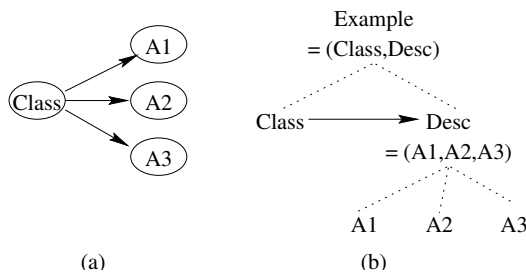 Class
A1
A2
A3
(a)
Example
= (Class,Desc)
Class
Desc
= (A1,A2,A3)
A1
A2
A3
(b)